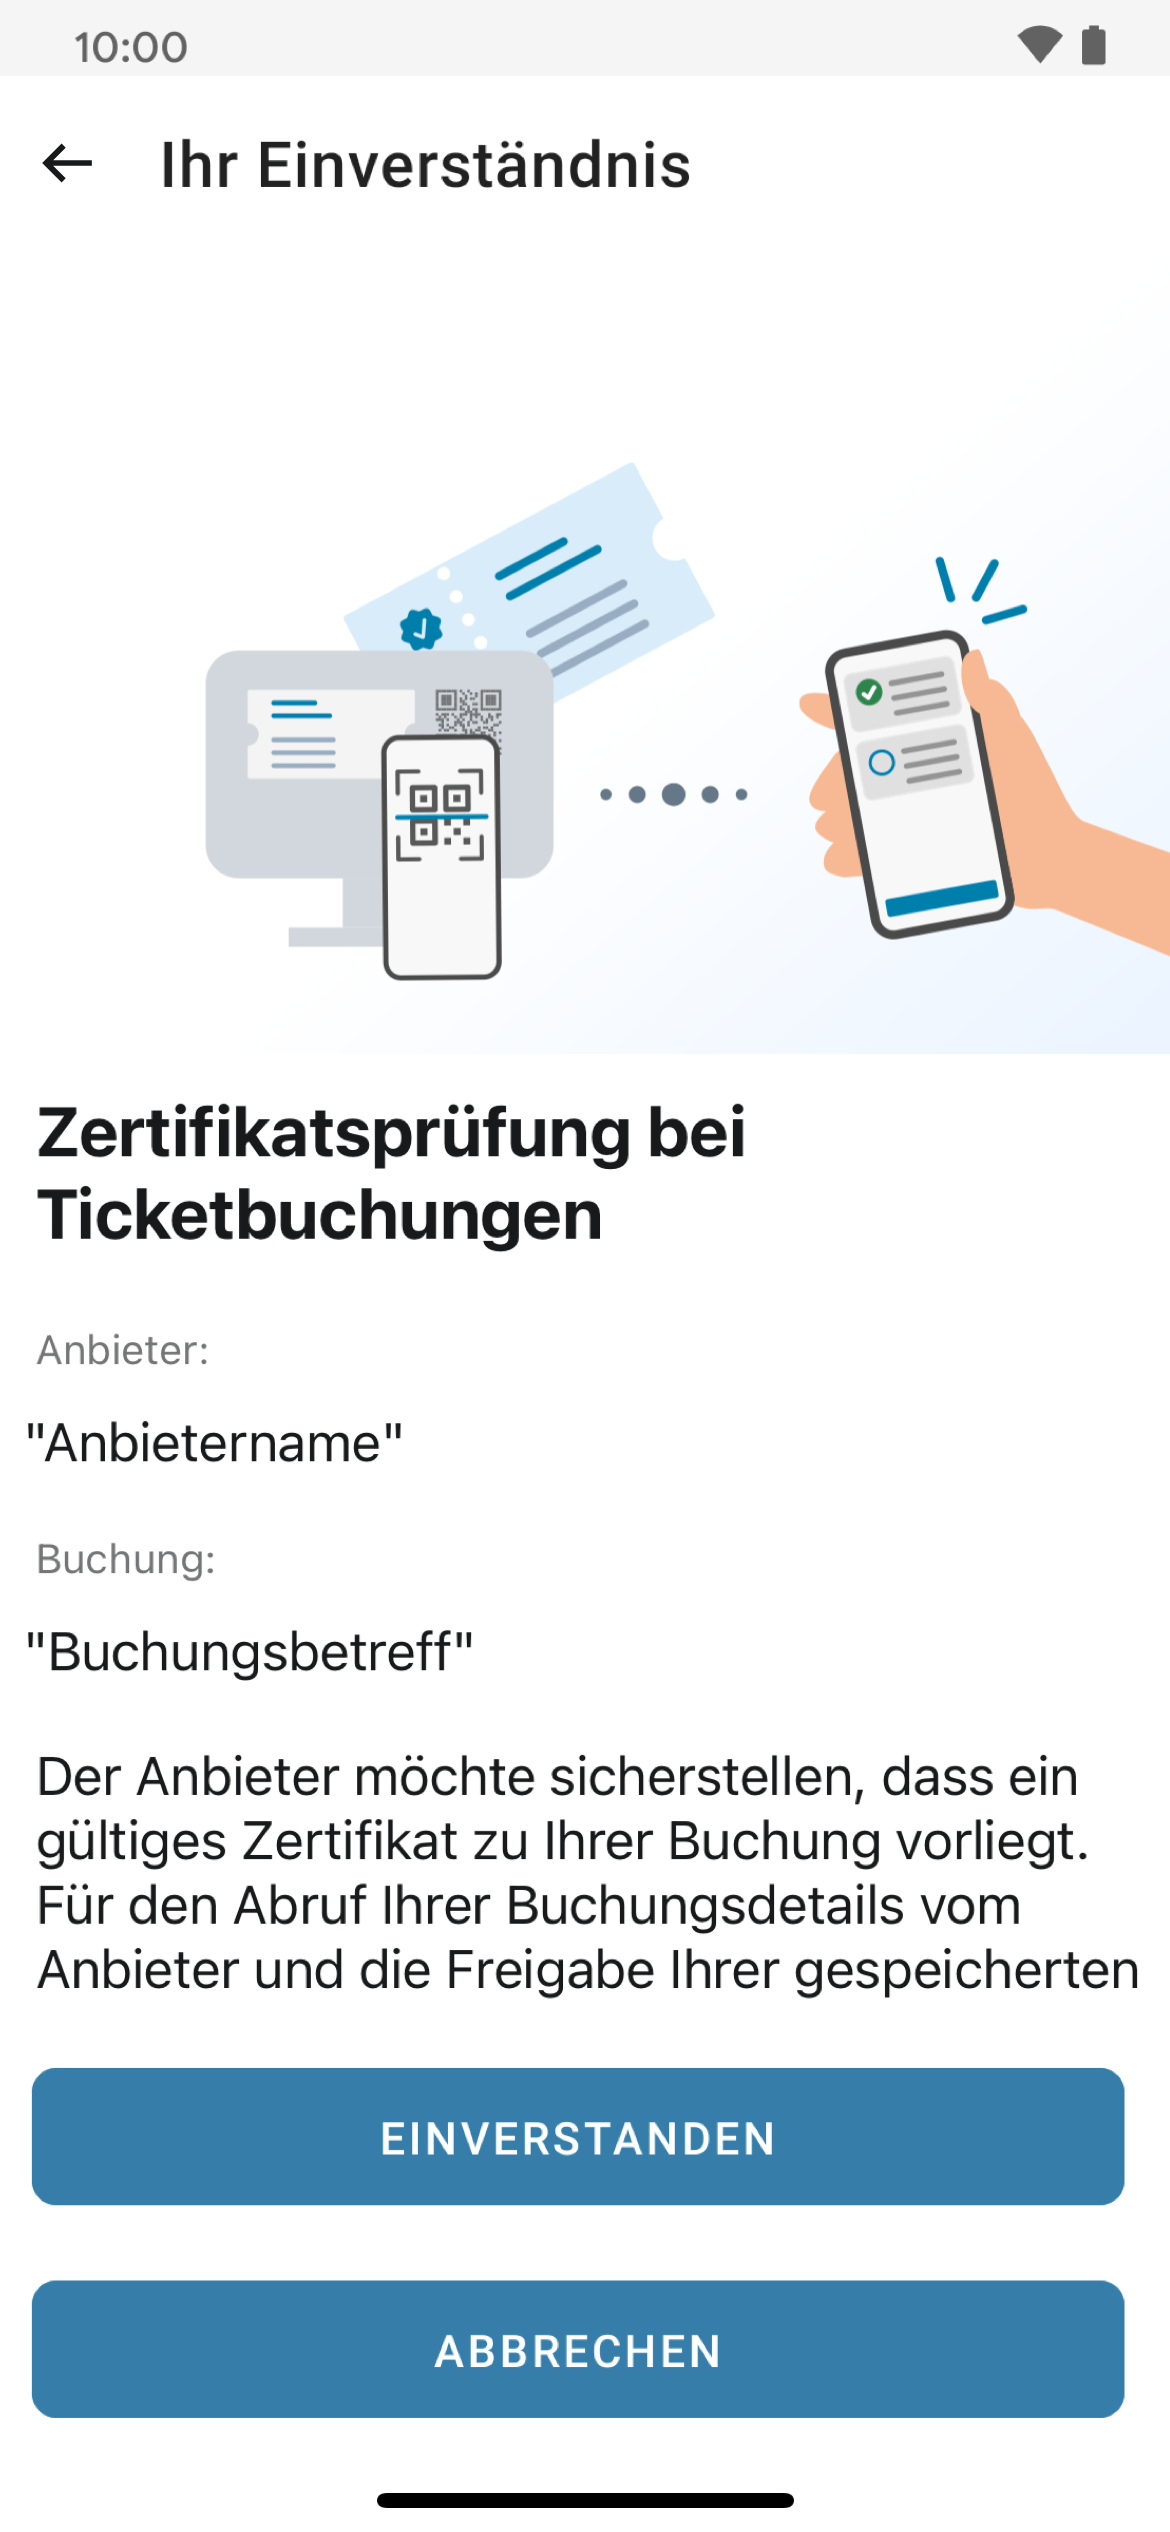 10:00
Ihr Einverständnis
Zertifikatsprüfung bei
Ticketbuchungen
Anbieter:
"Anbietername"
Buchung:
"Buchungsbetreff"
Der Anbieter möchte sicherstellen, dass ein
gültiges Zertifikat zu Ihrer Buchung vorliegt.
Für den Abruf Ihrer Buchungsdetails vom
Anbieter und die Freigabe Ihrer gespeicherten
EINVERSTANDEN
ABBRECHEN